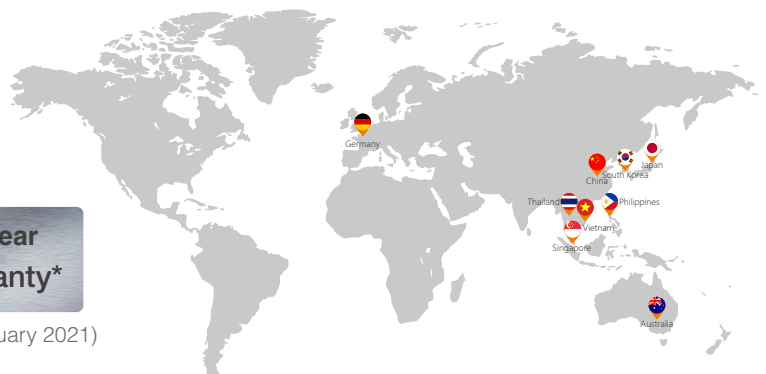 Germany
Japan
South Korea
China
Thailand
Philippines
Vietnam
Singapore
ear
anty*
uary 2021)
Australia